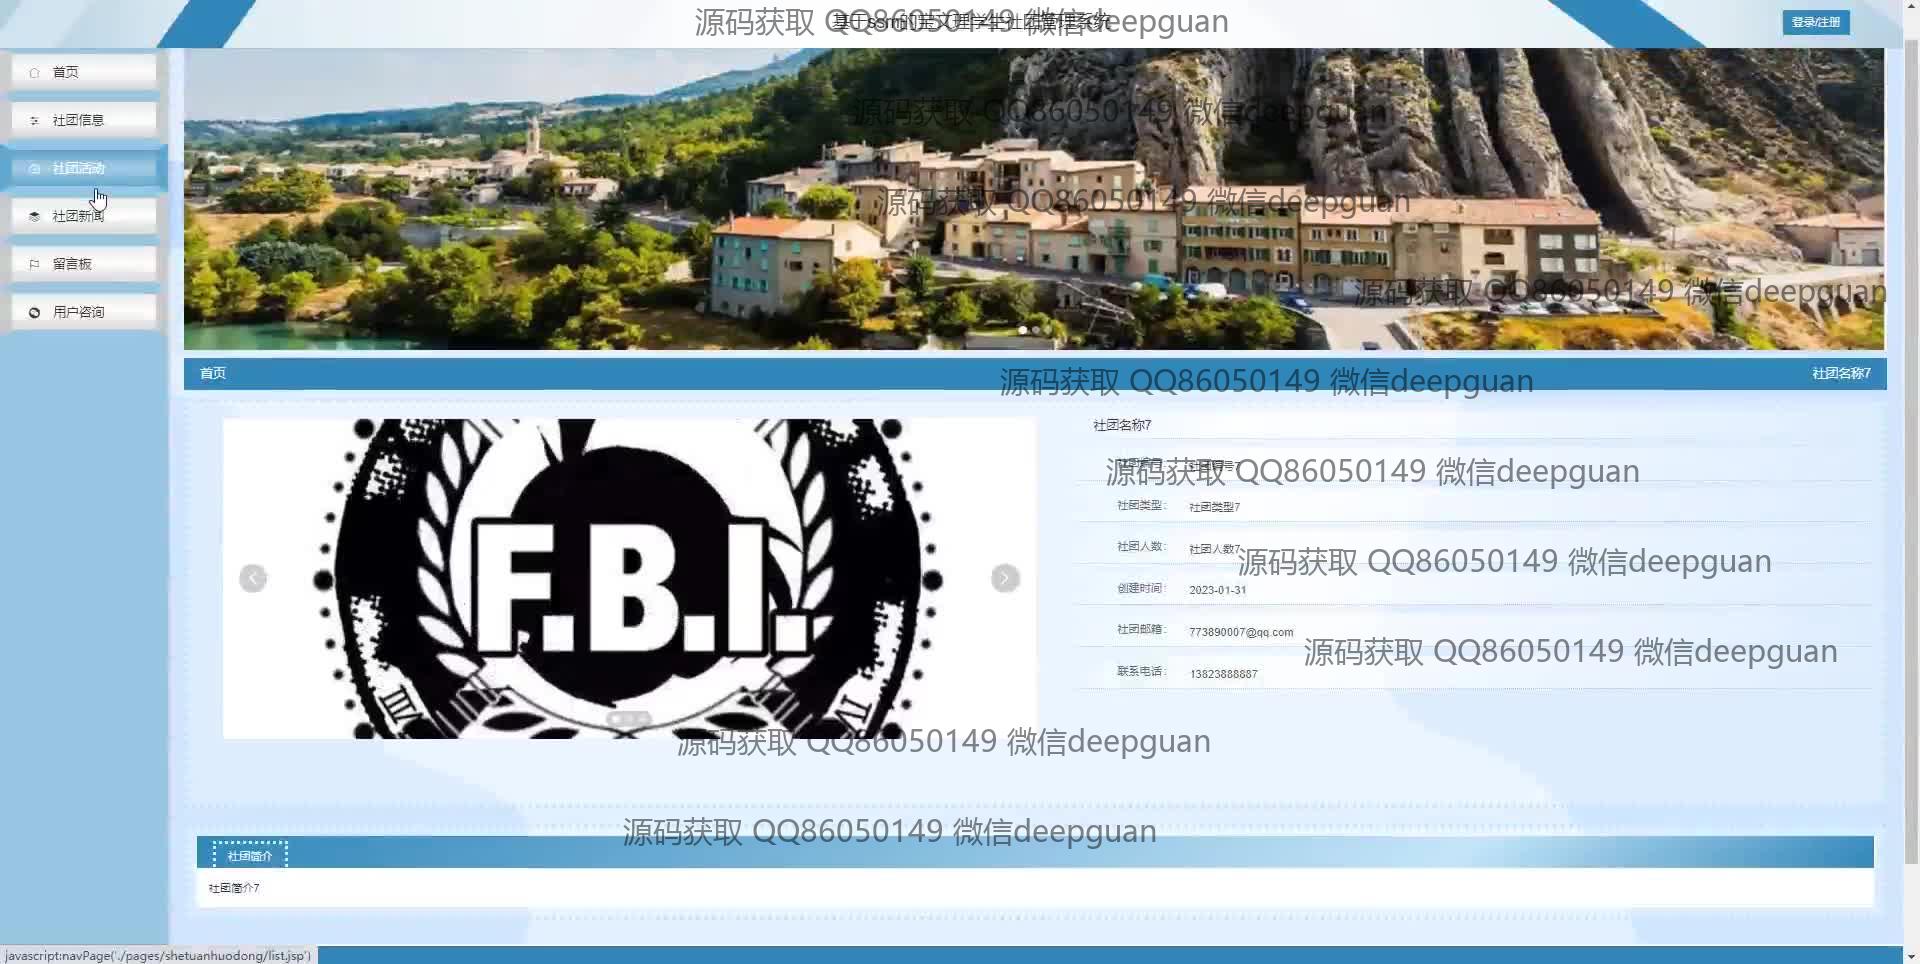 源码获取 QQ86050149 微信deepguan
登录/注册
首页
社团信息
社团活动
社团新闻
留言板
用户咨询
源码获取 QQ86050149 微信deepguan
源码获取 QQ86050149 微信deepguan
源码获取 QQ86050149 微信deepguan
首页
社团名称7
源码获取 QQ86050149 微信deepguan
F.B.I.
VIII
IV
社团名称7
社团编号: 社团编号7
源码获取 QQ86050149 微信deepguan
社团类型: 社团类型7
社团人数: 社团人数7
源码获取 QQ86050149 微信deepguan
创建时间: 2023-01-31
社团邮箱: 773890007@qq.com
源码获取 QQ86050149 微信deepguan
联系电话: 13823888887
源码获取 QQ86050149 微信deepguan
源码获取 QQ86050149 微信deepguan
社团简介
社团简介7
javascript:navPage('./pages/shetuanhuodong/list.jsp')